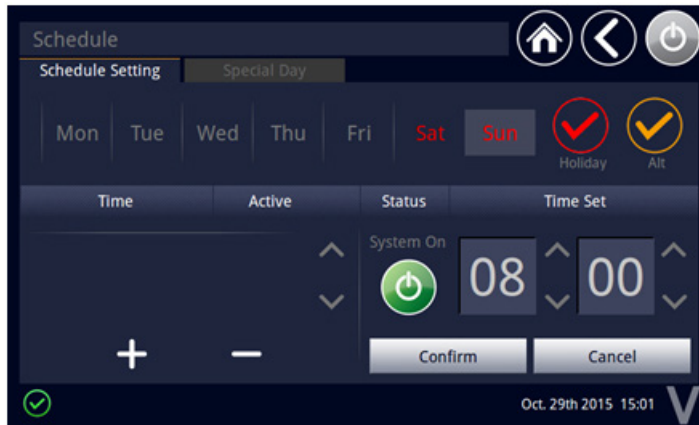 Schedule
Schedule Setting Special Day
Mon Tue Wed Thu Fri Sat Sun
Holiday Alt
Time Active Status Time Set
System On
08 00
Confirm Cancel
Oct. 29th 2015 15:01 V